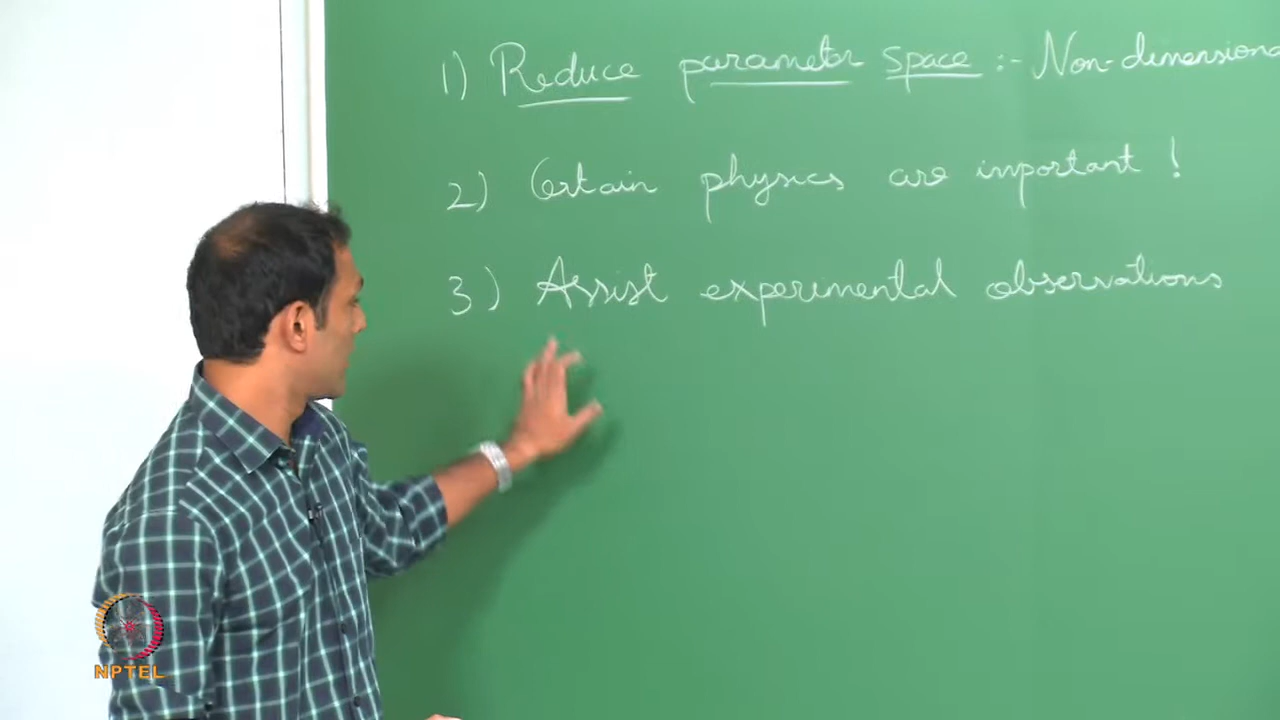 1) Reduce parameter space :- Non-dimensiona
2) Certain physics are important !
3) Assist experimental observations
NPTEL